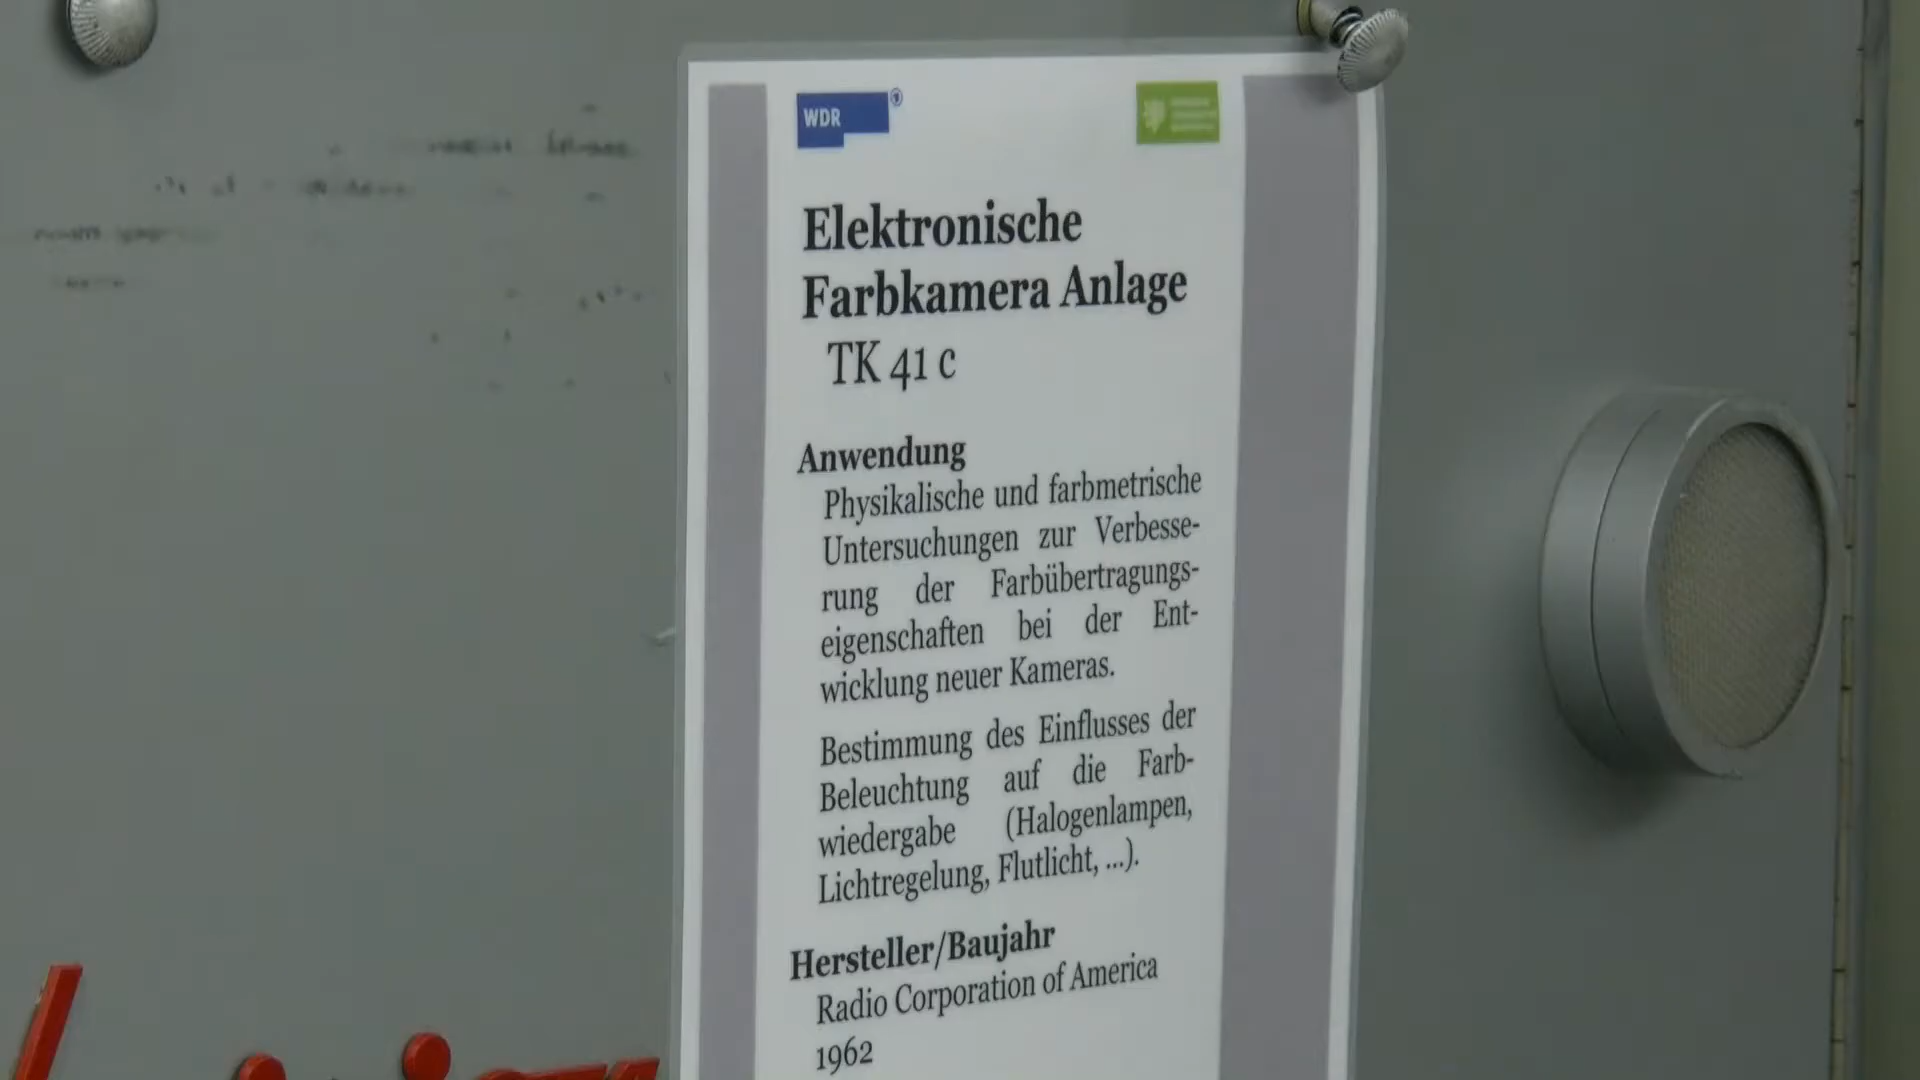 WDR
Elektronische
Farbkamera Anlage
TK 41 c
Anwendung
Physikalische und farbmetrische
Untersuchungen zur Verbesse-
rung der Farbübertragungs-
eigenschaften bei der Ent-
wicklung neuer Kameras.
Bestimmung des Einflusses der
Beleuchtung auf die Farb-
wiedergabe (Halogenlampen,
Lichtregelung, Flutlicht, ...).
Hersteller/Baujahr
Radio Corporation of America
1962